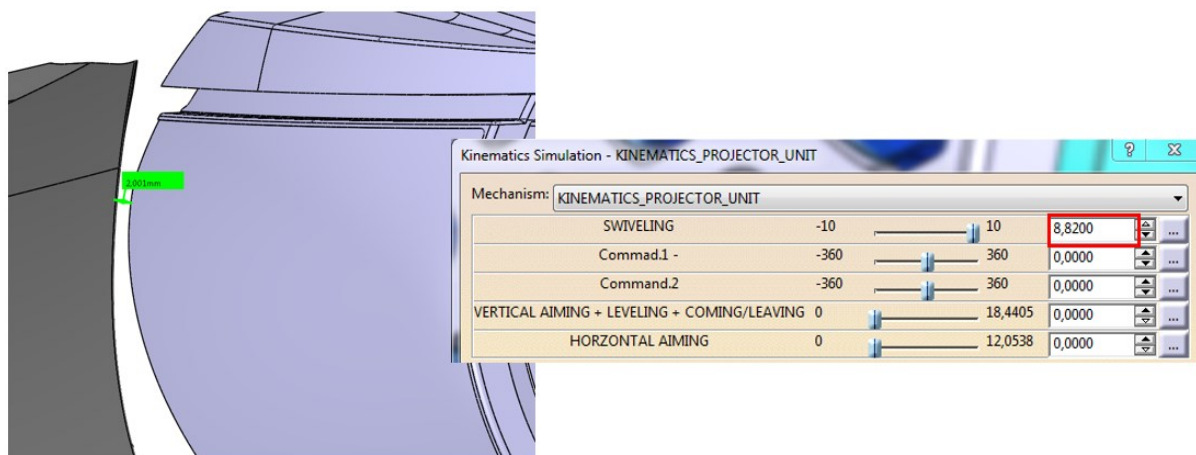 2,001mm
Kinematics Simulation - KINEMATICS_PROJECTOR_UNIT ?
Mechanism: KINEMATICS_PROJECTOR_UNIT
SWIVELING -10 10 8,8200 ...
Commad.1 - -360 360 0,0000 ...
Command.2 -360 360 0,0000 ...
VERTICAL AIMING + LEVELING + COMING/LEAVING 0 18,4405 0,0000 ...
HORZONTAL AIMING 0 12,0538 0,0000 ...